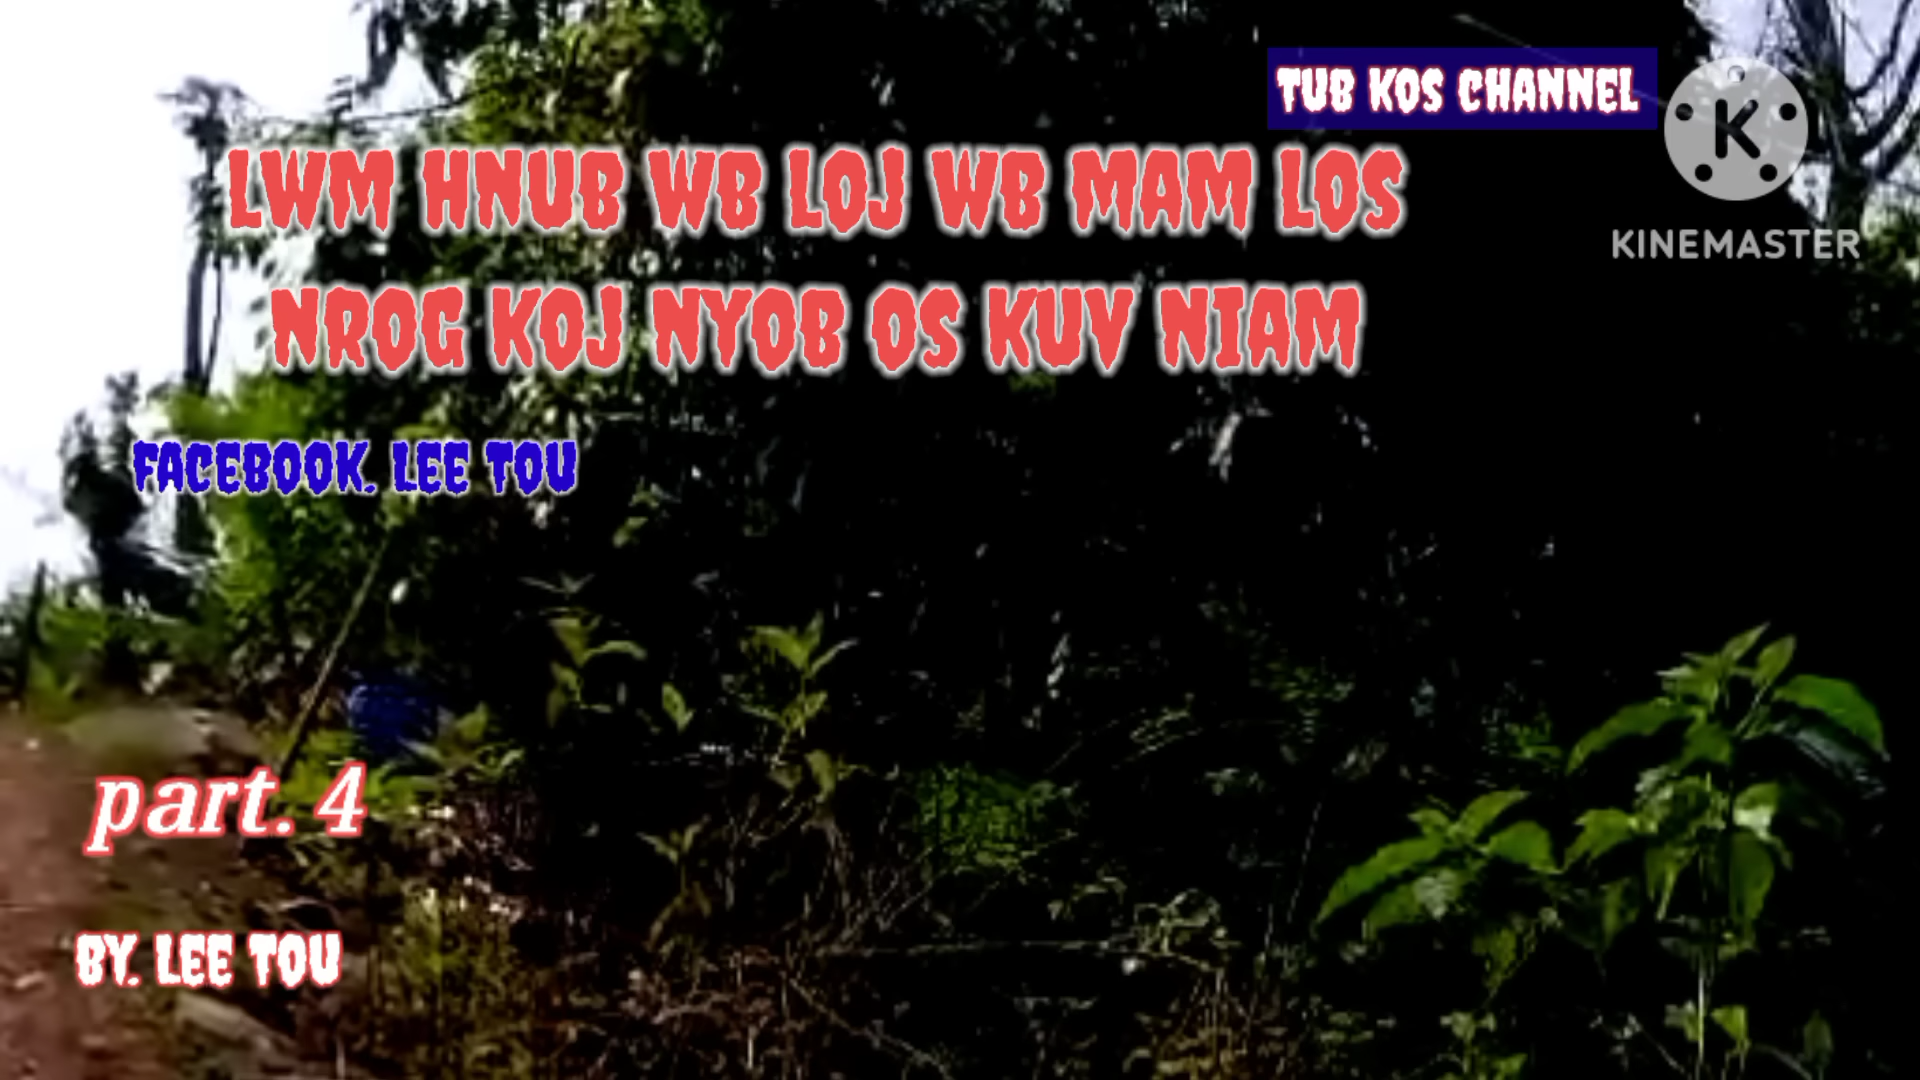 TUB KOS CHANNEL
LWM HNUB WB LOJ WB MAM LOS
NROG KOJ NYOB OS KUV NIAM
FACEBOOK. LEE TOU
part. 4
BY. LEE TOU
K
KINEMASTER